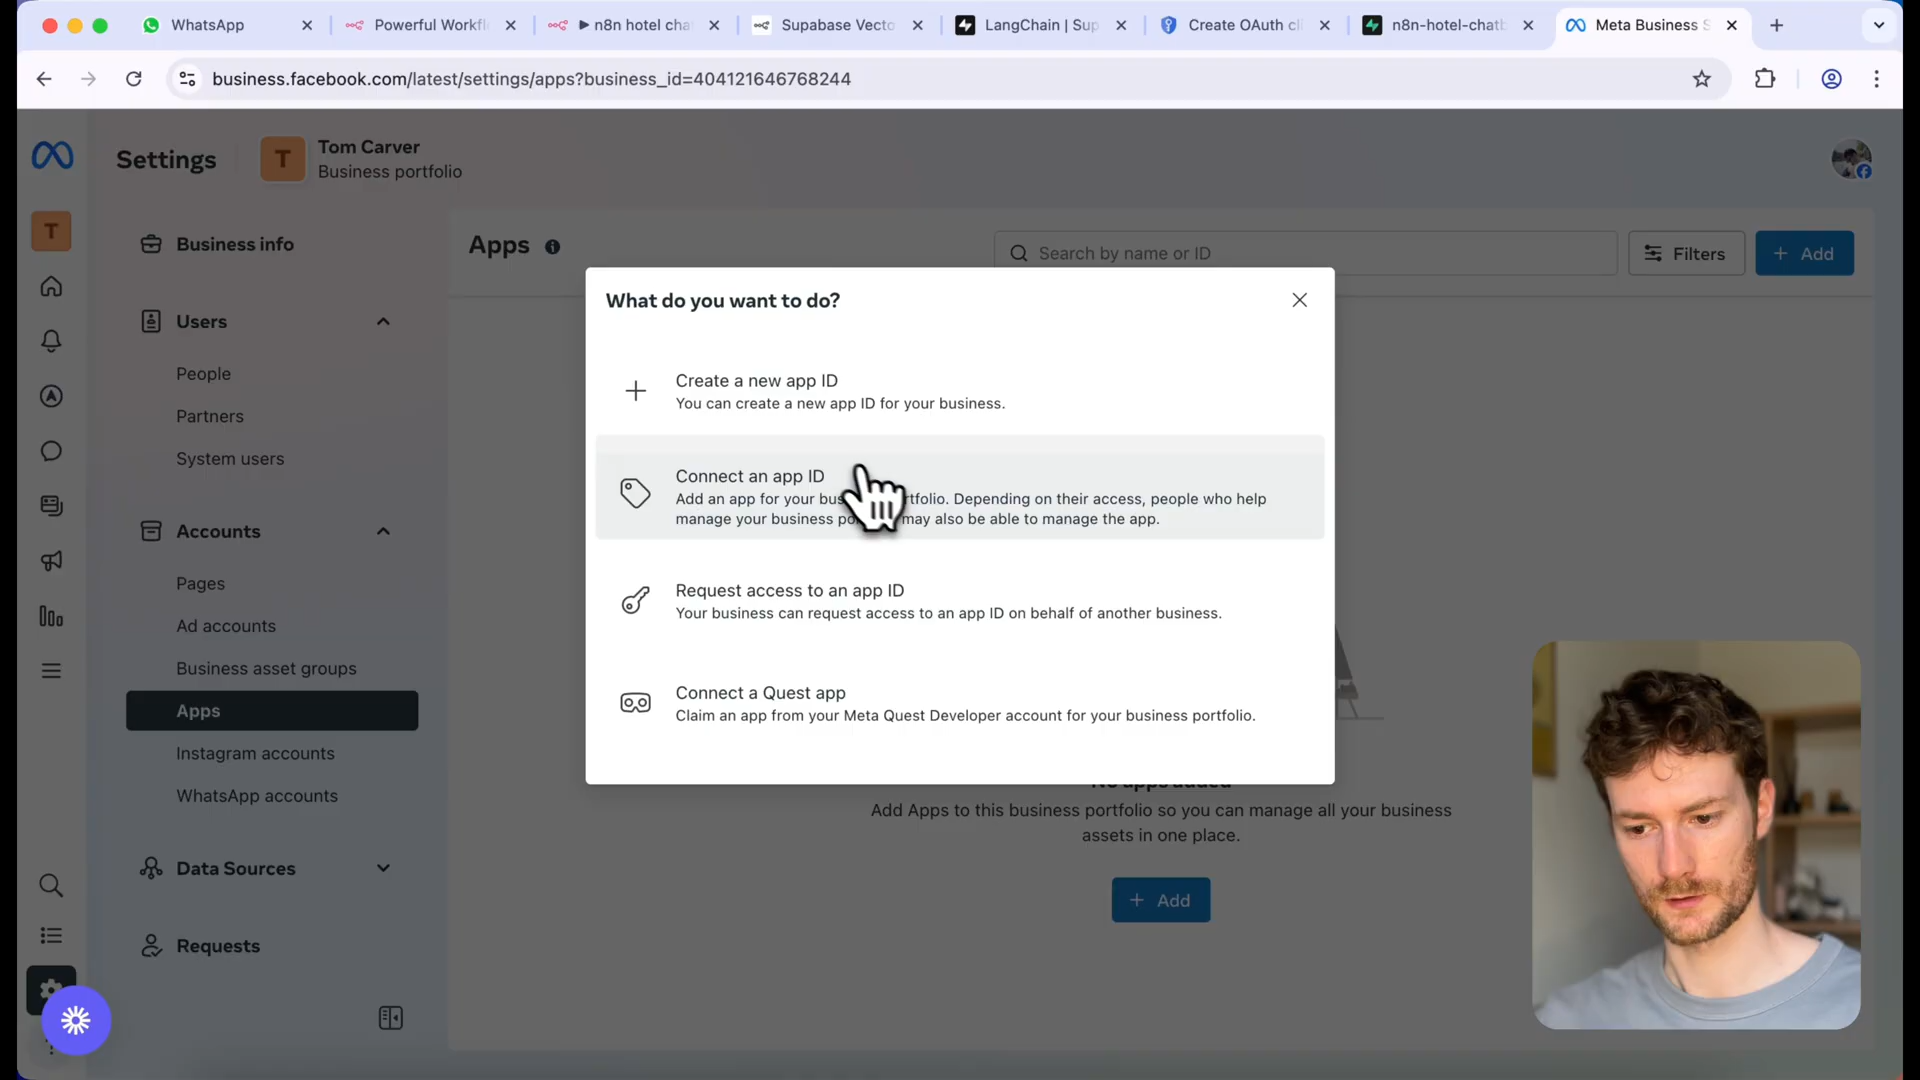 WhatsApp
Powerful Workfl
n8n hotel cha
Supabase Vecto
LangChain | Sup
Create OAuth cli
n8n-hotel-chatb
Meta Business S
business.facebook.com/latest/settings/apps?business_id=404121646768244
Settings
T
Tom Carver
Business portfolio
T
Business info
Users
People
Partners
System users
Accounts
Pages
Ad accounts
Business asset groups
Apps
Instagram accounts
WhatsApp accounts
Data Sources
Requests
Apps
Search by name or ID
Filters
Add
What do you want to do?
Create a new app ID
You can create a new app ID for your business.
Connect an app ID
Add an app for your bus rtfolio. Depending on their access, people who help
manage your business po may also be able to manage the app.
Request access to an app ID
Your business can request access to an app ID on behalf of another business.
Connect a Quest app
Claim an app from your Meta Quest Developer account for your business portfolio.
No apps added
Add Apps to this business portfolio so you can manage all your business
assets in one place.
Add